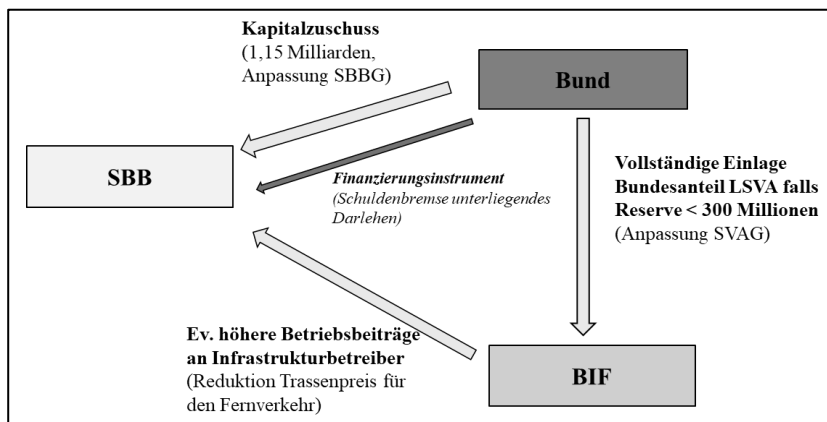 Kapitalzuschuss
(1,15 Milliarden,
Anpassung SBBG)
Bund
SBB
Finanzierungsinstrument
(Schuldenbremse unterliegendes
Darlehen)
Vollständige Einlage
Bundesanteil LSVA falls
Reserve < 300 Millionen
(Anpassung SVAG)
Ev. höhere Betriebsbeiträge
an Infrastrukturbetreiber
(Reduktion Trassenpreis für
den Fernverkehr)
BIF